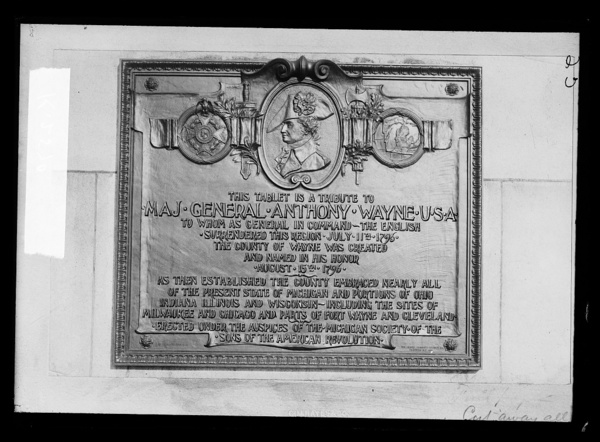 THIS TABLET IS A TRIBUTE TO
MAJ·GENERAL·ANTHONY·WAYNE·U·S·A
TO WHOM AS GENERAL IN COMMAND~THE ENGLISH
·SURRENDERED THIS REGION·JULY·11TH·1796·
THE COUNTY OF WAYNE WAS CREATED
AND NAMED IN HIS HONOR
·AUGUST·15TH·1796·
AS THEN ESTABLISHED THE COUNTY EMBRACED NEARLY ALL
OF THE PRESENT STATE OF MICHIGAN AND PORTIONS OF OHIO
INDIANA ILLINOIS AND WISCONSIN~INCLUDING THE SITES OF
MILWAUKEE AND CHICAGO AND PARTS OF FORT WAYNE AND CLEVELAND
·ERECTED UNDER THE AUSPICES OF THE·MICHIGAN SOCIETY·OF THE
·SONS OF THE AMERICAN REVOLUTION·
Cut away all